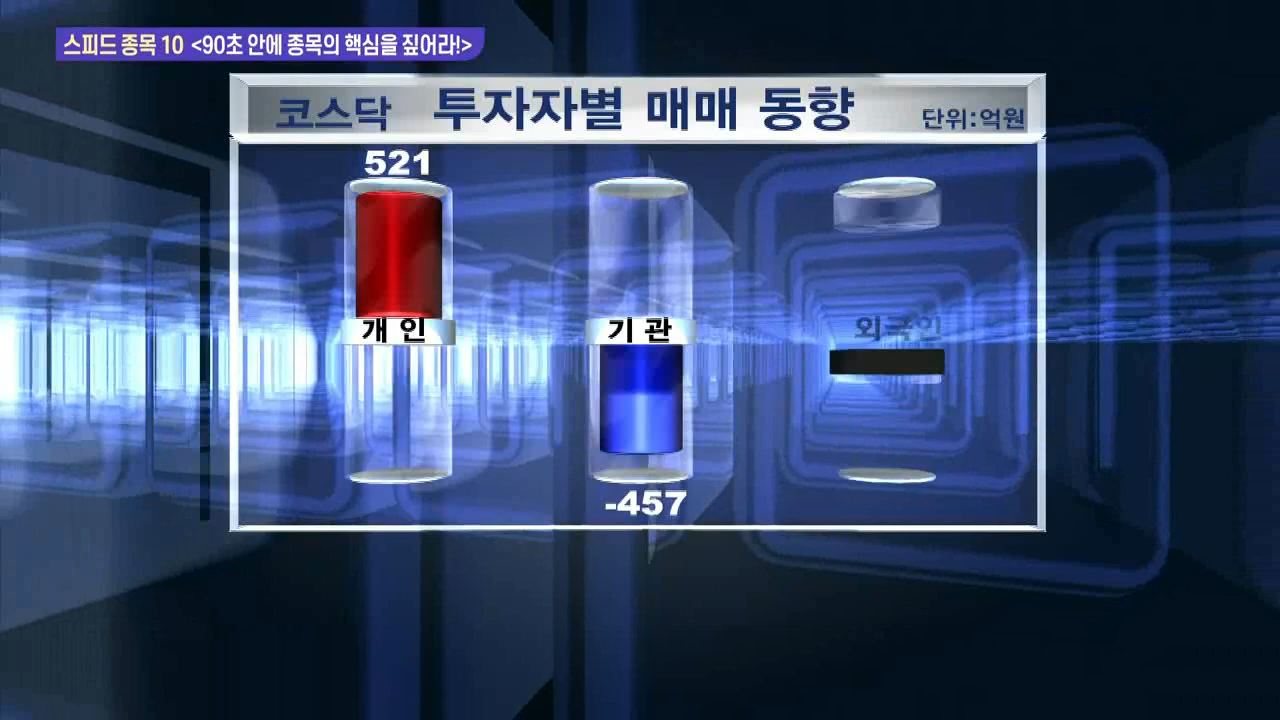 스피드 종목 10 <90초 안에 종목의 핵심을 짚어라!>
코스닥 투자자별 매매 동향 단위:억원
521
개인 기관 외국인
-457